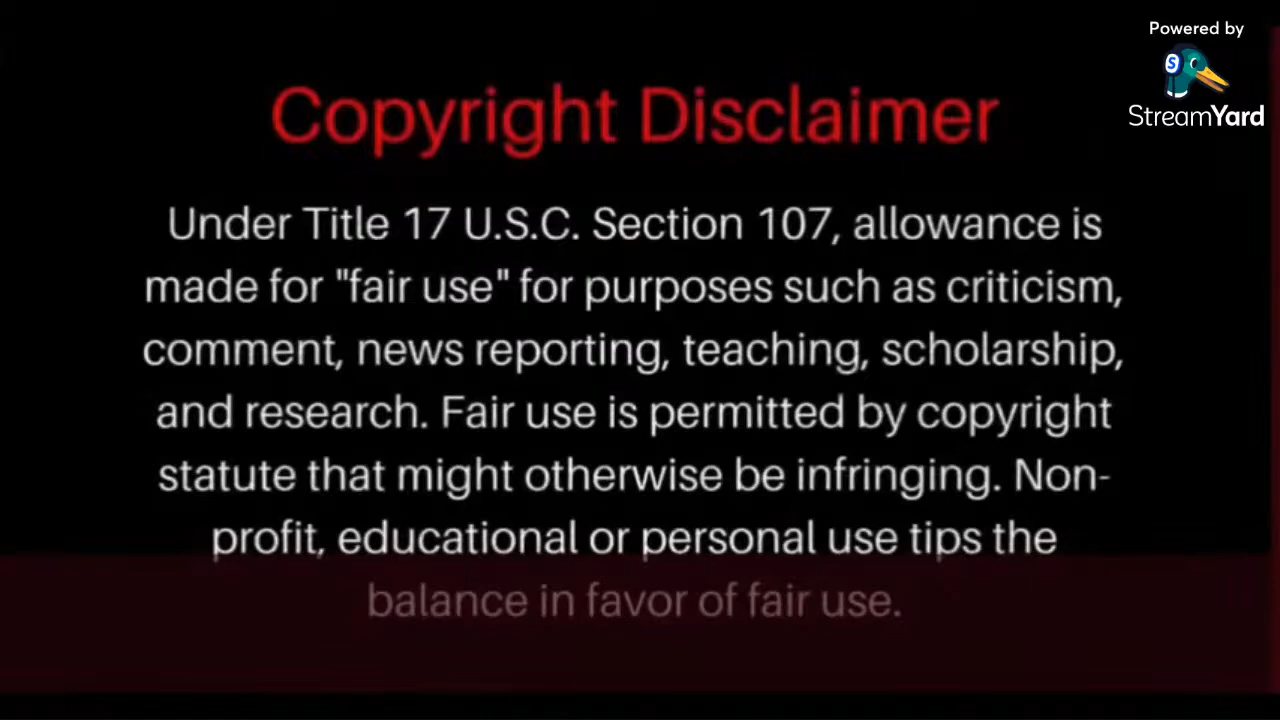 Powered by
S
StreamYard
Copyright Disclaimer
Under Title 17 U.S.C. Section 107, allowance is
made for "fair use" for purposes such as criticism,
comment, news reporting, teaching, scholarship,
and research. Fair use is permitted by copyright
statute that might otherwise be infringing. Non-
profit, educational or personal use tips the
balance in favor of fair use.